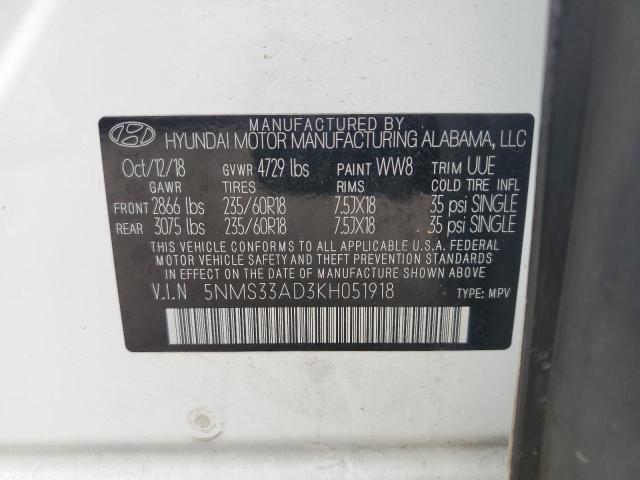 MANUFACTURED BY
HYUNDAI MOTOR MANUFACTURING ALABAMA, LLC
Oct/12/18 GVWR 4729 lbs PAINT WW8 TRIM UUE
GAWR TIRES RIMS COLD TIRE INFL
FRONT 2866 lbs 235/60R18 7.5JX18 35 psi SINGLE
REAR 3075 lbs 235/60R18 7.5JX18 35 psi SINGLE
THIS VEHICLE CONFORMS TO ALL APPLICABLE U.S.A. FEDERAL
MOTOR VEHICLE SAFETY AND THEFT PREVENTION STANDARDS
IN EFFECT ON THE DATE OF MANUFACTURE SHOWN ABOVE.
V.I.N 5NMS33AD3KH051918 TYPE: MPV